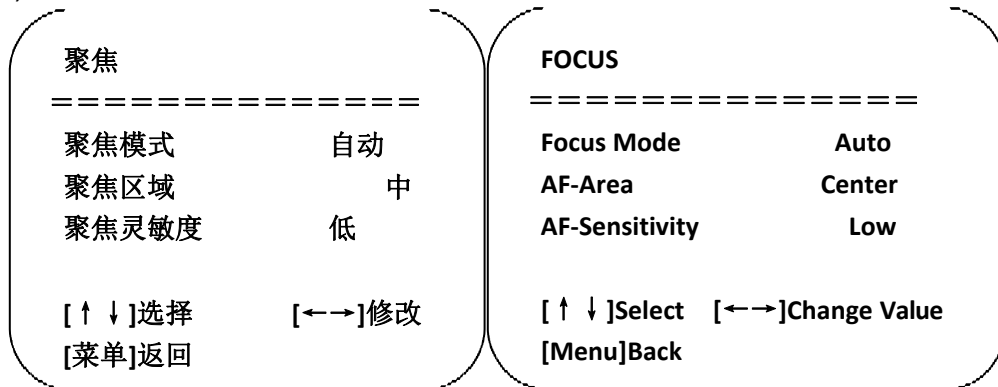 聚焦
===============
聚焦模式 自动
聚焦区域 中
聚焦灵敏度 低
[↑↓]选择 [←→]修改
[菜单]返回
FOCUS
===============
Focus Mode Auto
AF-Area Center
AF-Sensitivity Low
[↑↓]Select [←→]Change Value
[Menu]Back